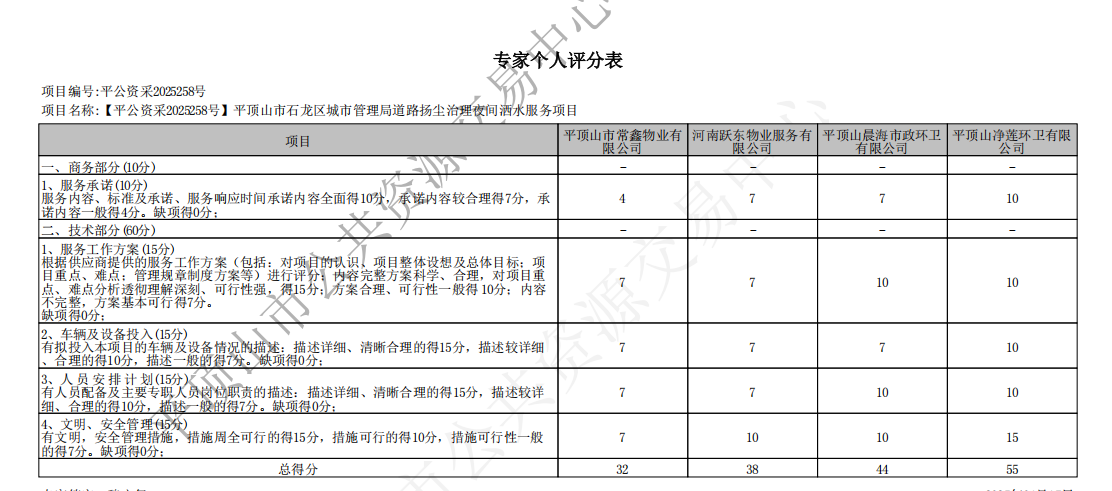 专家个人评分表
项目编号:平公资采2025258号
项目名称:【平公资采2025258号】平顶山市石龙区城市管理局道路扬尘治理夜间洒水服务项目
项目 平顶山市常鑫物业有限公司 河南跃东物业服务有限公司 平顶山晨海市政环卫有限公司 平顶山净莲环卫有限公司
一、商务部分(10分) – – – –
1、服务承诺(10分)
服务内容、标准及承诺、服务响应时间承诺内容全面得10分，承诺内容较合理得7分，承
诺内容一般得4分。缺项得0分；
4 7 7 10
二、技术部分(60分) – – – –
1、服务工作方案(15分)
根据供应商提供的服务工作方案（包括：对项目的认识、项目整体设想及总体目标；项
目重点、难点；管理规章制度方案等）进行评分；内容完整方案科学、合理，对项目重
点、难点分析透彻理解深刻、可行性强，得15分；方案合理、可行性一般得 10分；内容
不完整，方案基本可行得7分。
缺项得0分；
7 7 10 10
2、车辆及设备投入(15分)
有拟投入本项目的车辆及设备情况的描述：描述详细、清晰合理的得15分，描述较详细
、合理的得10分，描述一般的得7分。缺项得0分；
7 7 7 10
3、人员安排计划(15分)
有人员配备及主要专职人员岗位职责的描述：描述详细、清晰合理的得15分，描述较详
细、合理的得10分，描述一般的得7分。缺项得0分；
7 7 10 10
4、文明、安全管理(15分)
有文明，安全管理措施，措施周全可行的得15分，措施可行的得10分，措施可行性一般
的得7分。缺项得0分；
7 10 10 15
总得分 32 38 44 55
平顶山市公共资源交易中心
市公共资源交易中心